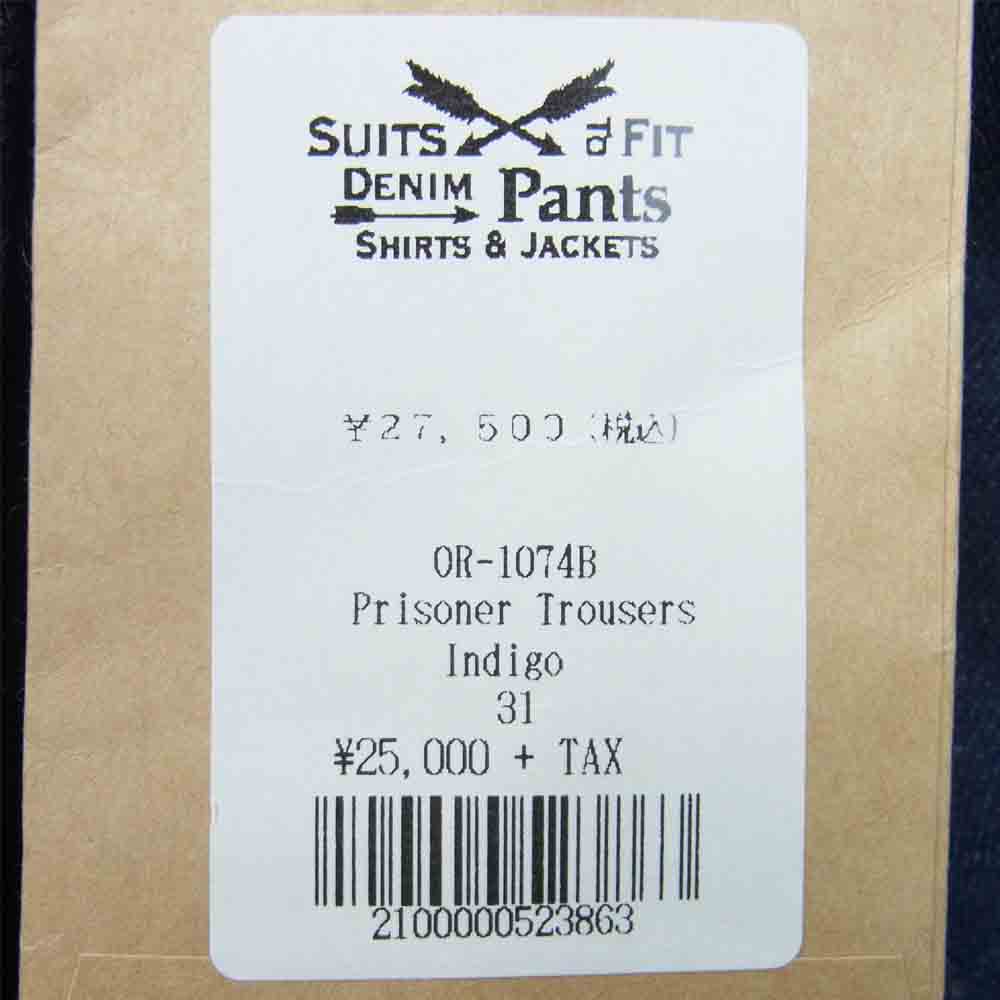 SUITS to FIT
DENIM Pants
SHIRTS & JACKETS
¥27,500(税込)
OR-1074B
Prisoner Trousers
Indigo
31
¥25,000 + TAX
2100000523863